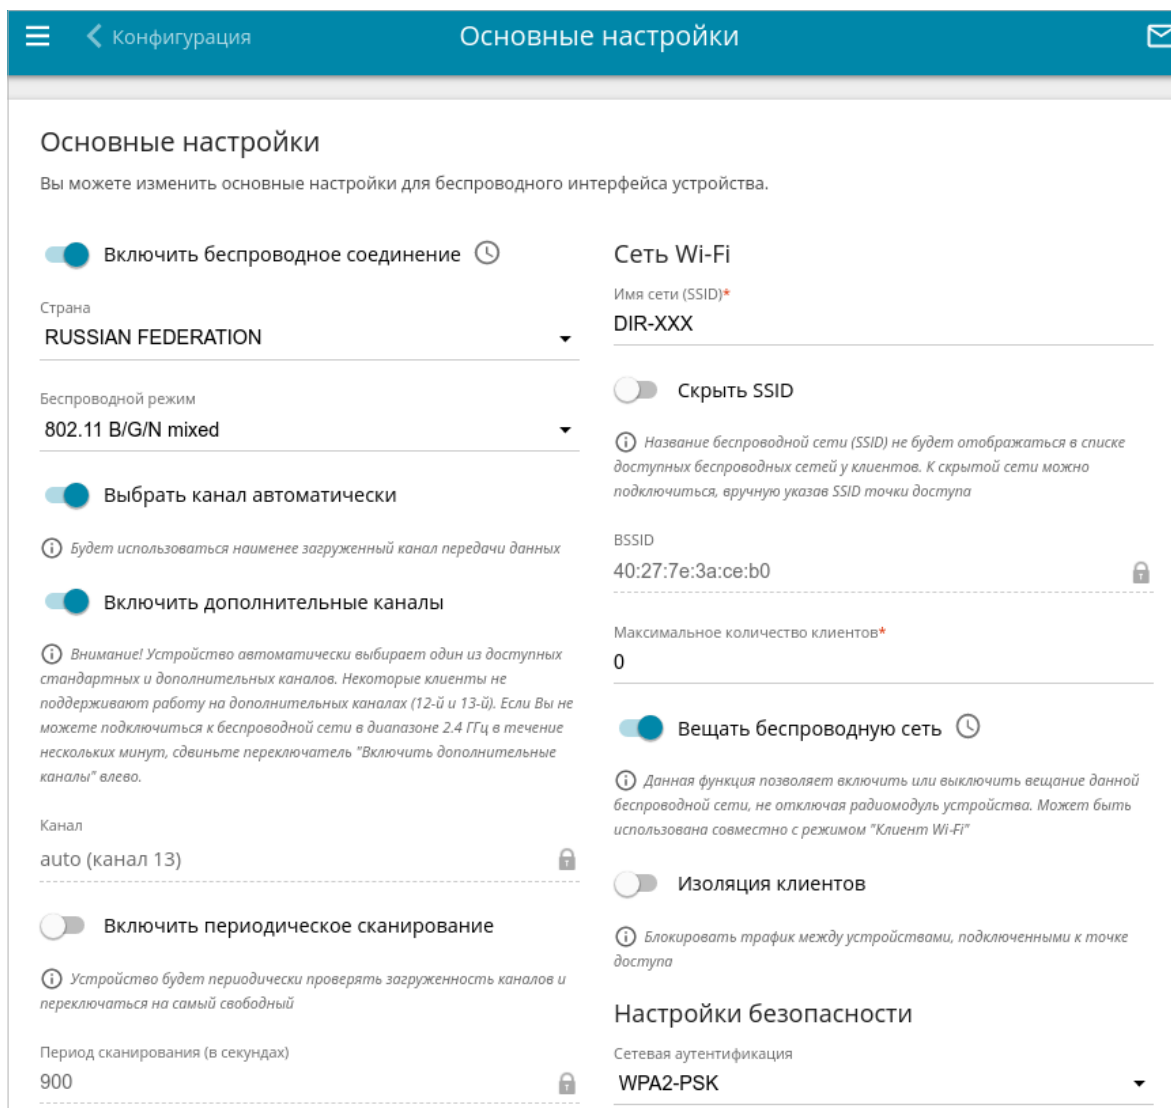 Конфигурация
Основные настройки
Основные настройки
Вы можете изменить основные настройки для беспроводного интерфейса устройства.
Включить беспроводное соединение
Страна
RUSSIAN FEDERATION
Беспроводной режим
802.11 B/G/N mixed
Выбрать канал автоматически
Будет использоваться наименее загруженный канал передачи данных
Включить дополнительные каналы
Внимание! Устройство автоматически выбирает один из доступных
стандартных и дополнительных каналов. Некоторые клиенты не
поддерживают работу на дополнительных каналах (12-й и 13-й). Если Вы не
можете подключиться к беспроводной сети в диапазоне 2.4 ГГц в течение
нескольких минут, сдвиньте переключатель "Включить дополнительные
каналы" влево.
Канал
auto (канал 13)
Включить периодическое сканирование
Устройство будет периодически проверять загруженность каналов и
переключаться на самый свободный
Период сканирования (в секундах)
900
Сеть Wi-Fi
Имя сети (SSID)*
DIR-XXX
Скрыть SSID
Название беспроводной сети (SSID) не будет отображаться в списке
доступных беспроводных сетей у клиентов. К скрытой сети можно
подключиться, вручную указав SSID точки доступа
BSSID
40:27:7e:3a:ce:b0
Максимальное количество клиентов*
0
Вещать беспроводную сеть
Данная функция позволяет включить или выключить вещание данной
беспроводной сети, не отключая радиомодуль устройства. Может быть
использована совместно с режимом "Клиент Wi-Fi"
Изоляция клиентов
Блокировать трафик между устройствами, подключенными к точке
доступа
Настройки безопасности
Сетевая аутентификация
WPA2-PSK